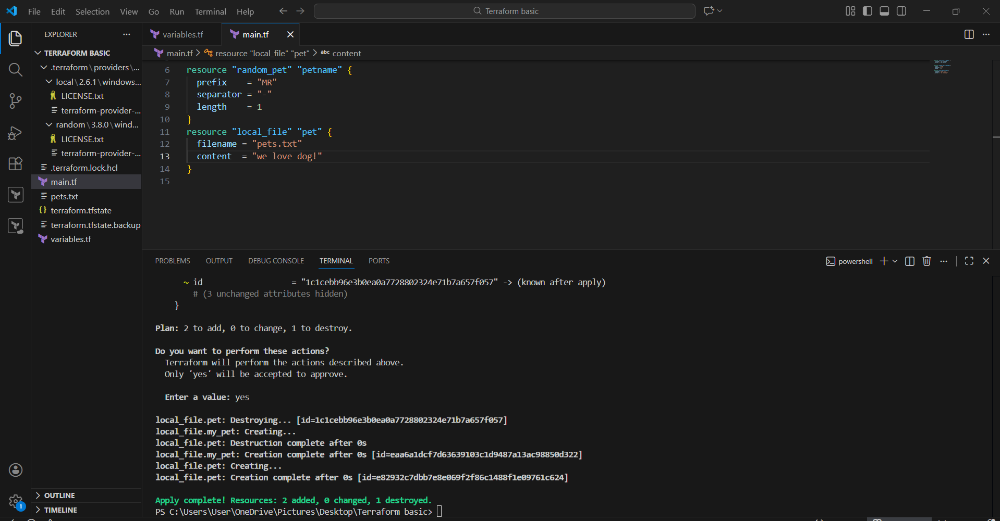 File Edit Selection View Go Run Terminal Help
Terraform basic
EXPLORER
TERRAFORM BASIC
.terraform\providers\...
local\2.6.1\windows...
LICENSE.txt
terraform-provider-...
random\3.8.0\wind...
LICENSE.txt
terraform-provider-...
.terraform.lock.hcl
main.tf
pets.txt
terraform.tfstate
terraform.tfstate.backup
variables.tf
OUTLINE
TIMELINE
1
variables.tf main.tf
main.tf > resource "local_file" "pet" > abc content
6 resource "random_pet" "petname" {
7 prefix = "MR"
8 separator = "-"
9 length = 1
10 }
11 resource "local_file" "pet" {
12 filename = "pets.txt"
13 content = "we love dog!"
14 }
15
PROBLEMS OUTPUT DEBUG CONSOLE TERMINAL PORTS
powershell
~ id = "1c1cebb96e3b0ea0a7728802324e71b7a657f057" -> (known after apply)
# (3 unchanged attributes hidden)
}
Plan: 2 to add, 0 to change, 1 to destroy.
Do you want to perform these actions?
Terraform will perform the actions described above.
Only 'yes' will be accepted to approve.
Enter a value: yes
local_file.pet: Destroying... [id=1c1cebb96e3b0ea0a7728802324e71b7a657f057]
local_file.my_pet: Creating...
local_file.pet: Destruction complete after 0s
local_file.my_pet: Creation complete after 0s [id=eaa6a1dcf7d63639103c1d9487a13ac98850d322]
local_file.pet: Creating...
local_file.pet: Creation complete after 0s [id=e82932c7dbb7e8e069f2f86c1488f1e09761c624]
Apply complete! Resources: 2 added, 0 changed, 1 destroyed.
PS C:\Users\User\OneDrive\Pictures\Desktop\Terraform basic>